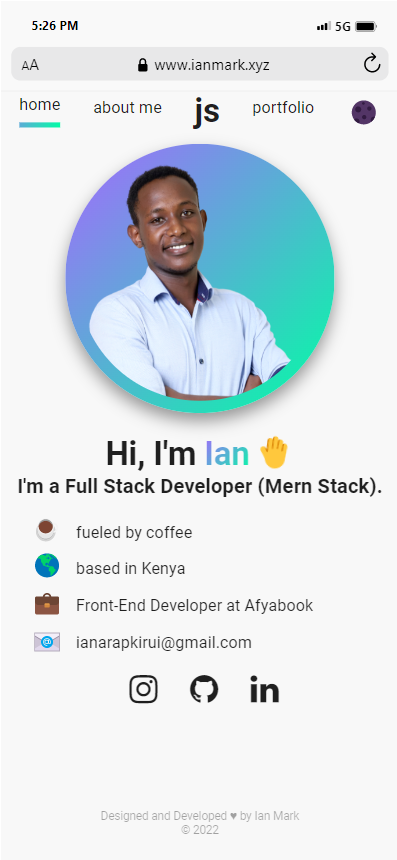 5:26 PM 5G
AA www.ianmark.xyz
home about me js portfolio
Hi, I'm Ian
I'm a Full Stack Developer (Mern Stack).
fueled by coffee
based in Kenya
Front-End Developer at Afyabook
ianarapkirui@gmail.com
Designed and Developed ♥ by Ian Mark
© 2022